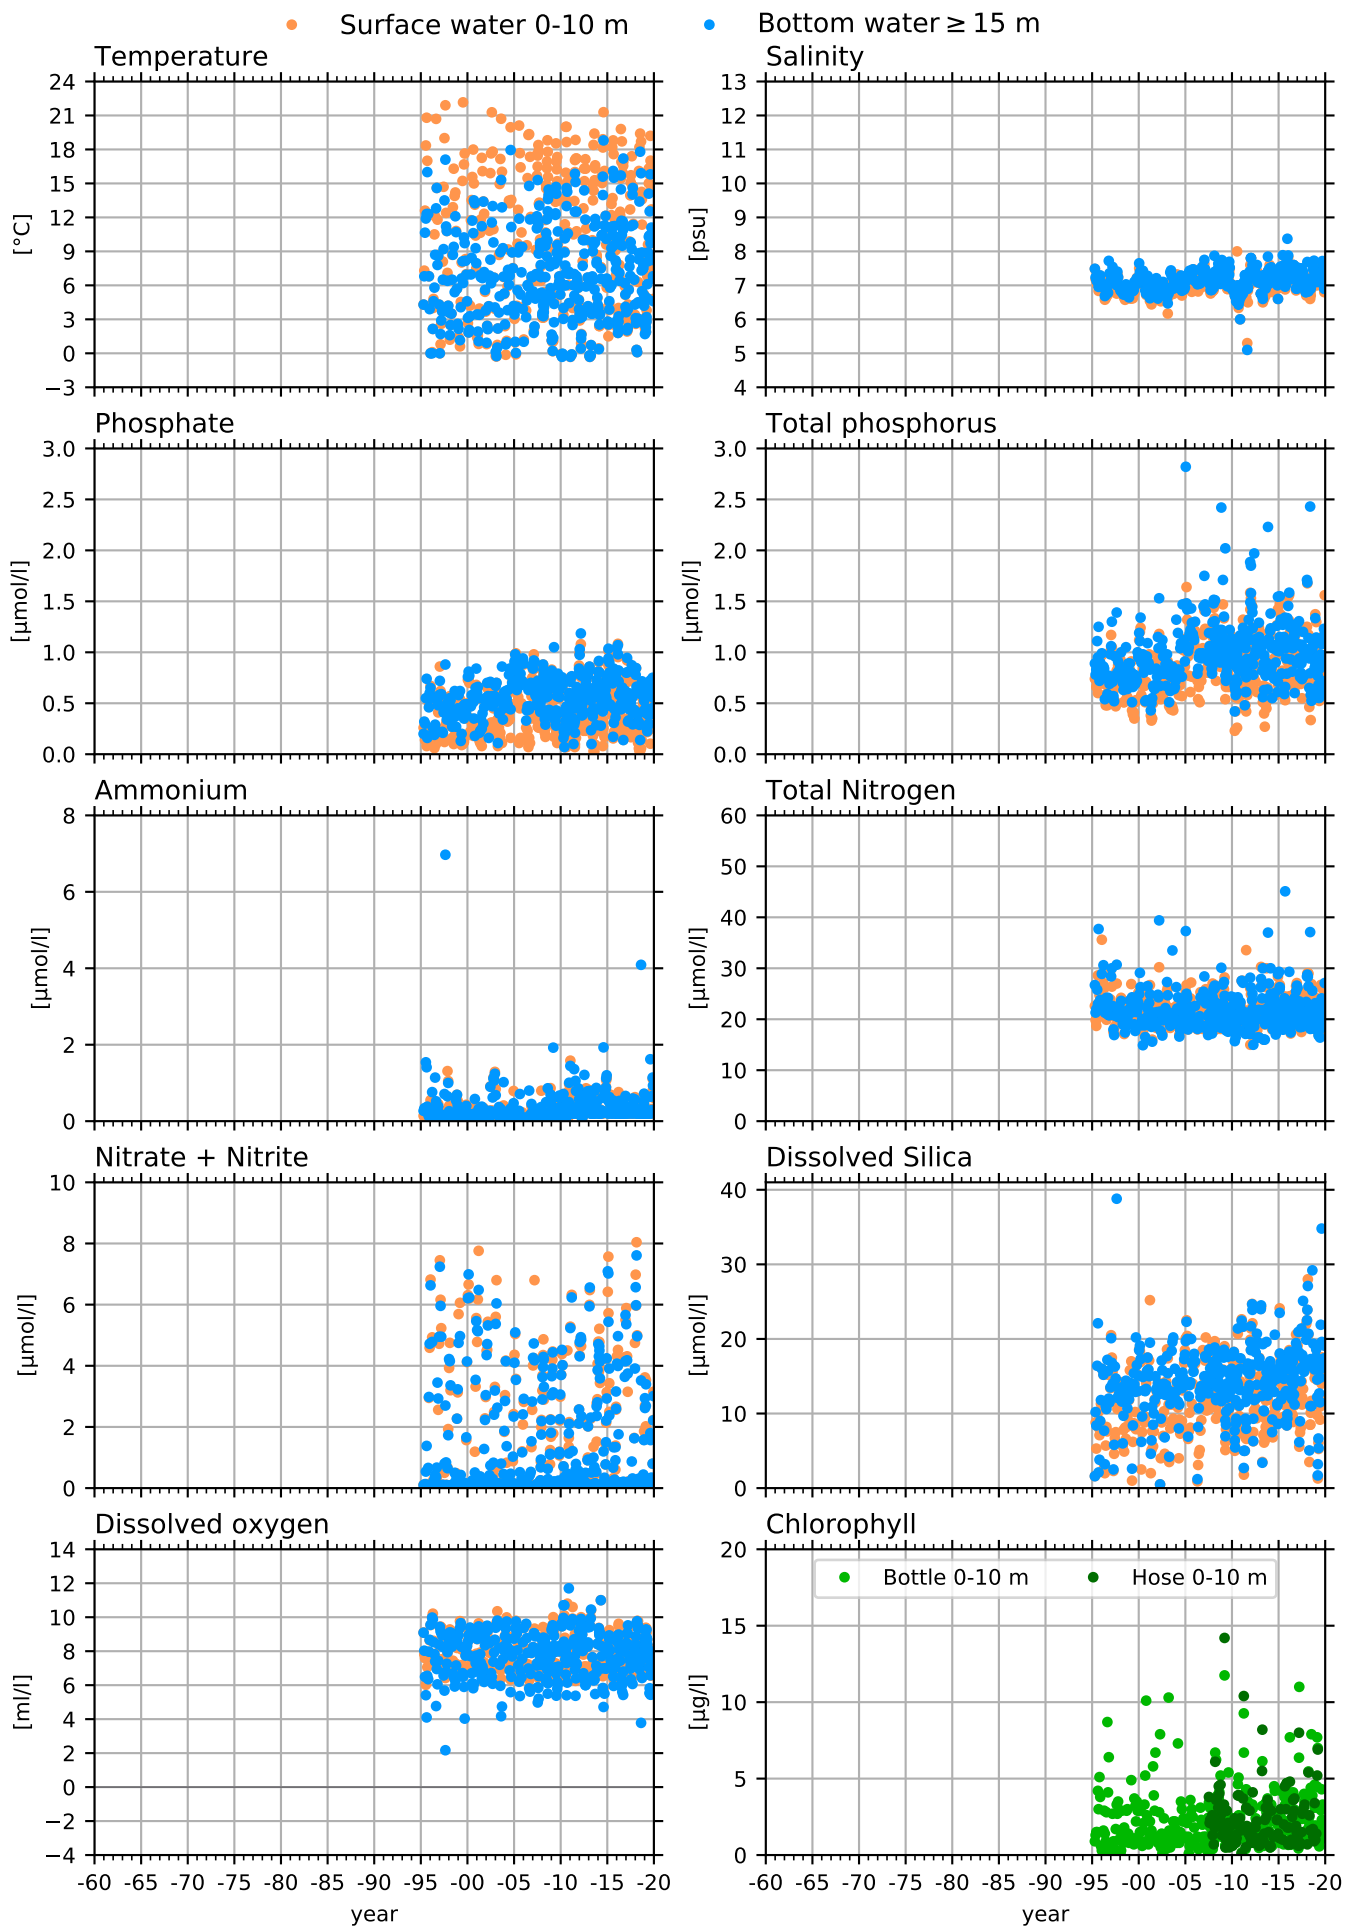 Surface water 0-10 m Bottom water ≥ 15 m
Temperature
24
21
18
15
12
9
6
3
0
−3
[°C]
Salinity
13
12
11
10
9
8
7
6
5
4
[psu]
Phosphate
3.0
2.5
2.0
1.5
1.0
0.5
0.0
[µmol/l]
Total phosphorus
3.0
2.5
2.0
1.5
1.0
0.5
0.0
[µmol/l]
Ammonium
8
6
4
2
0
[µmol/l]
Total Nitrogen
60
50
40
30
20
10
0
[µmol/l]
Nitrate + Nitrite
10
8
6
4
2
0
[µmol/l]
Dissolved Silica
40
30
20
10
0
[µmol/l]
Dissolved oxygen
14
12
10
8
6
4
2
0
−2
−4
[ml/l]
-60 -65 -70 -75 -80 -85 -90 -95 -00 -05 -10 -15 -20
year
Chlorophyll
Bottle 0-10 m Hose 0-10 m
20
15
10
5
0
[µg/l]
-60 -65 -70 -75 -80 -85 -90 -95 -00 -05 -10 -15 -20
year